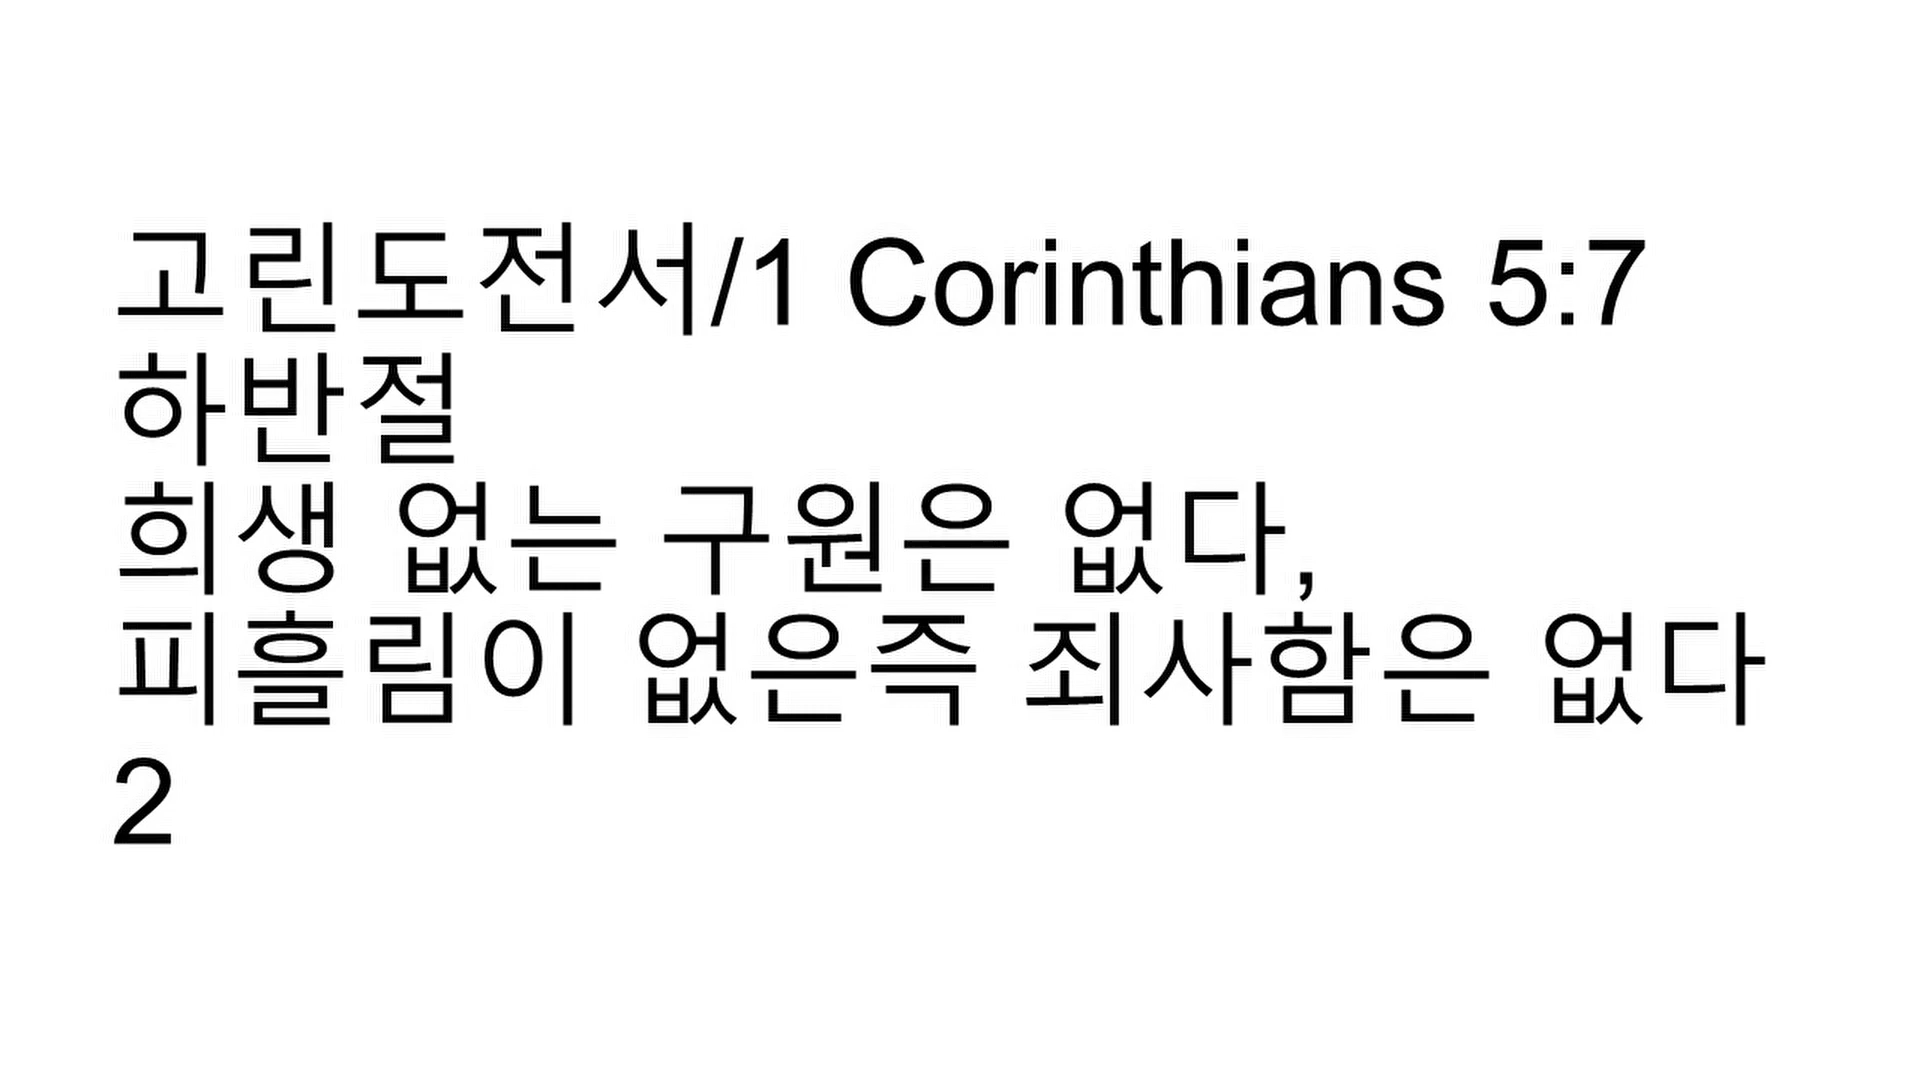 고린도전서/1 Corinthians 5:7
하반절
희생 없는 구원은 없다,
피흘림이 없은즉 죄사함은 없다
2